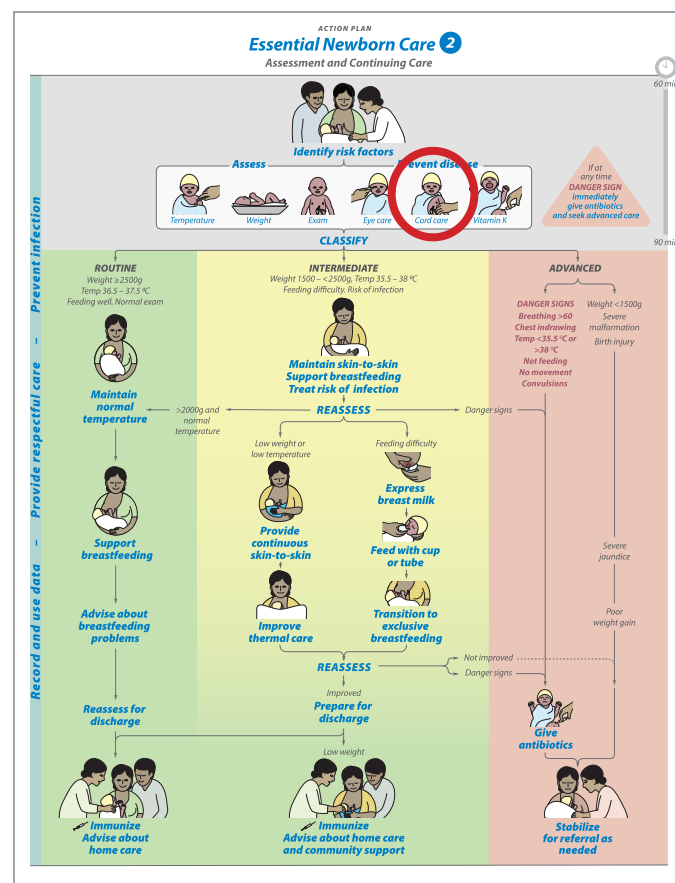 ACTION PLAN
Essential Newborn Care 2
Assessment and Continuing Care
60 min
Identify risk factors
Assess
Prevent disease
Temperature
Weight
Exam
Eye care
Cord care
Vitamin K
If at
any time
DANGER SIGN
immediately
give antibiotics
and seek advanced care
CLASSIFY
90 min
Prevent infection
–
Provide respectful care
–
Record and use data
ROUTINE
Weight ≥2500g
Temp 36.5 – 37.5 ºC
Feeding well. Normal exam
INTERMEDIATE
Weight 1500 – <2500g, Temp 35.5 – 38 ºC
Feeding difficulty. Risk of infection
ADVANCED
DANGER SIGNS
Breathing >60
Chest indrawing
Temp <35.5 ºC or
>38 ºC
Not feeding
No movement
Convulsions
Weight <1500g
Severe
malformation
Birth injury
Maintain
normal
temperature
Maintain skin-to-skin
Support breastfeeding
Treat risk of infection
>2000g and
normal
temperature
REASSESS
Danger signs
Low weight or
low temperature
Feeding difficulty
Express
breast milk
Support
breastfeeding
Provide
continuous
skin-to-skin
Feed with cup
or tube
Severe
jaundice
Advise about
breastfeeding
problems
Improve
thermal care
Transition to
exclusive
breastfeeding
Poor
weight gain
REASSESS
Not improved
Danger signs
Improved
Reassess for
discharge
Prepare for
discharge
Give
antibiotics
Low weight
Immunize
Advise about
home care
Immunize
Advise about home care
and community support
Stabilize
for referral as
needed